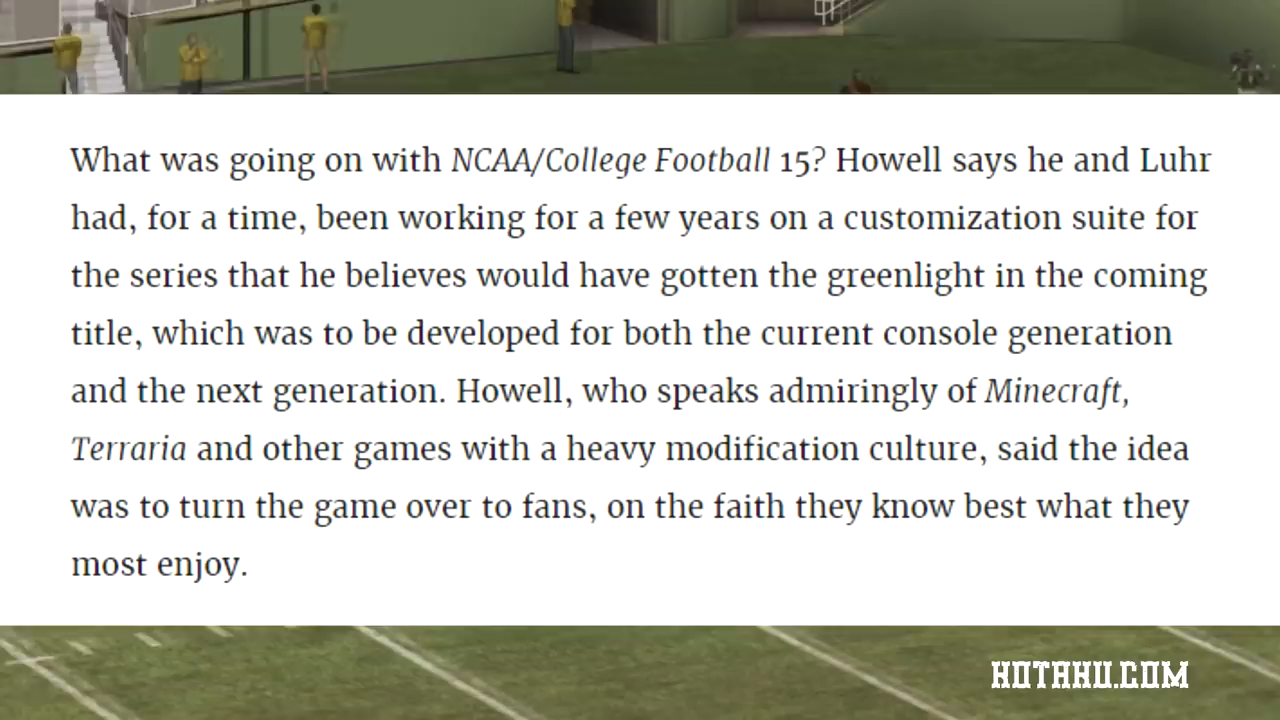 What was going on with NCAA/College Football 15? Howell says he and Luhr
had, for a time, been working for a few years on a customization suite for
the series that he believes would have gotten the greenlight in the coming
title, which was to be developed for both the current console generation
and the next generation. Howell, who speaks admiringly of Minecraft,
Terraria and other games with a heavy modification culture, said the idea
was to turn the game over to fans, on the faith they know best what they
most enjoy.
HOTAHU.COM